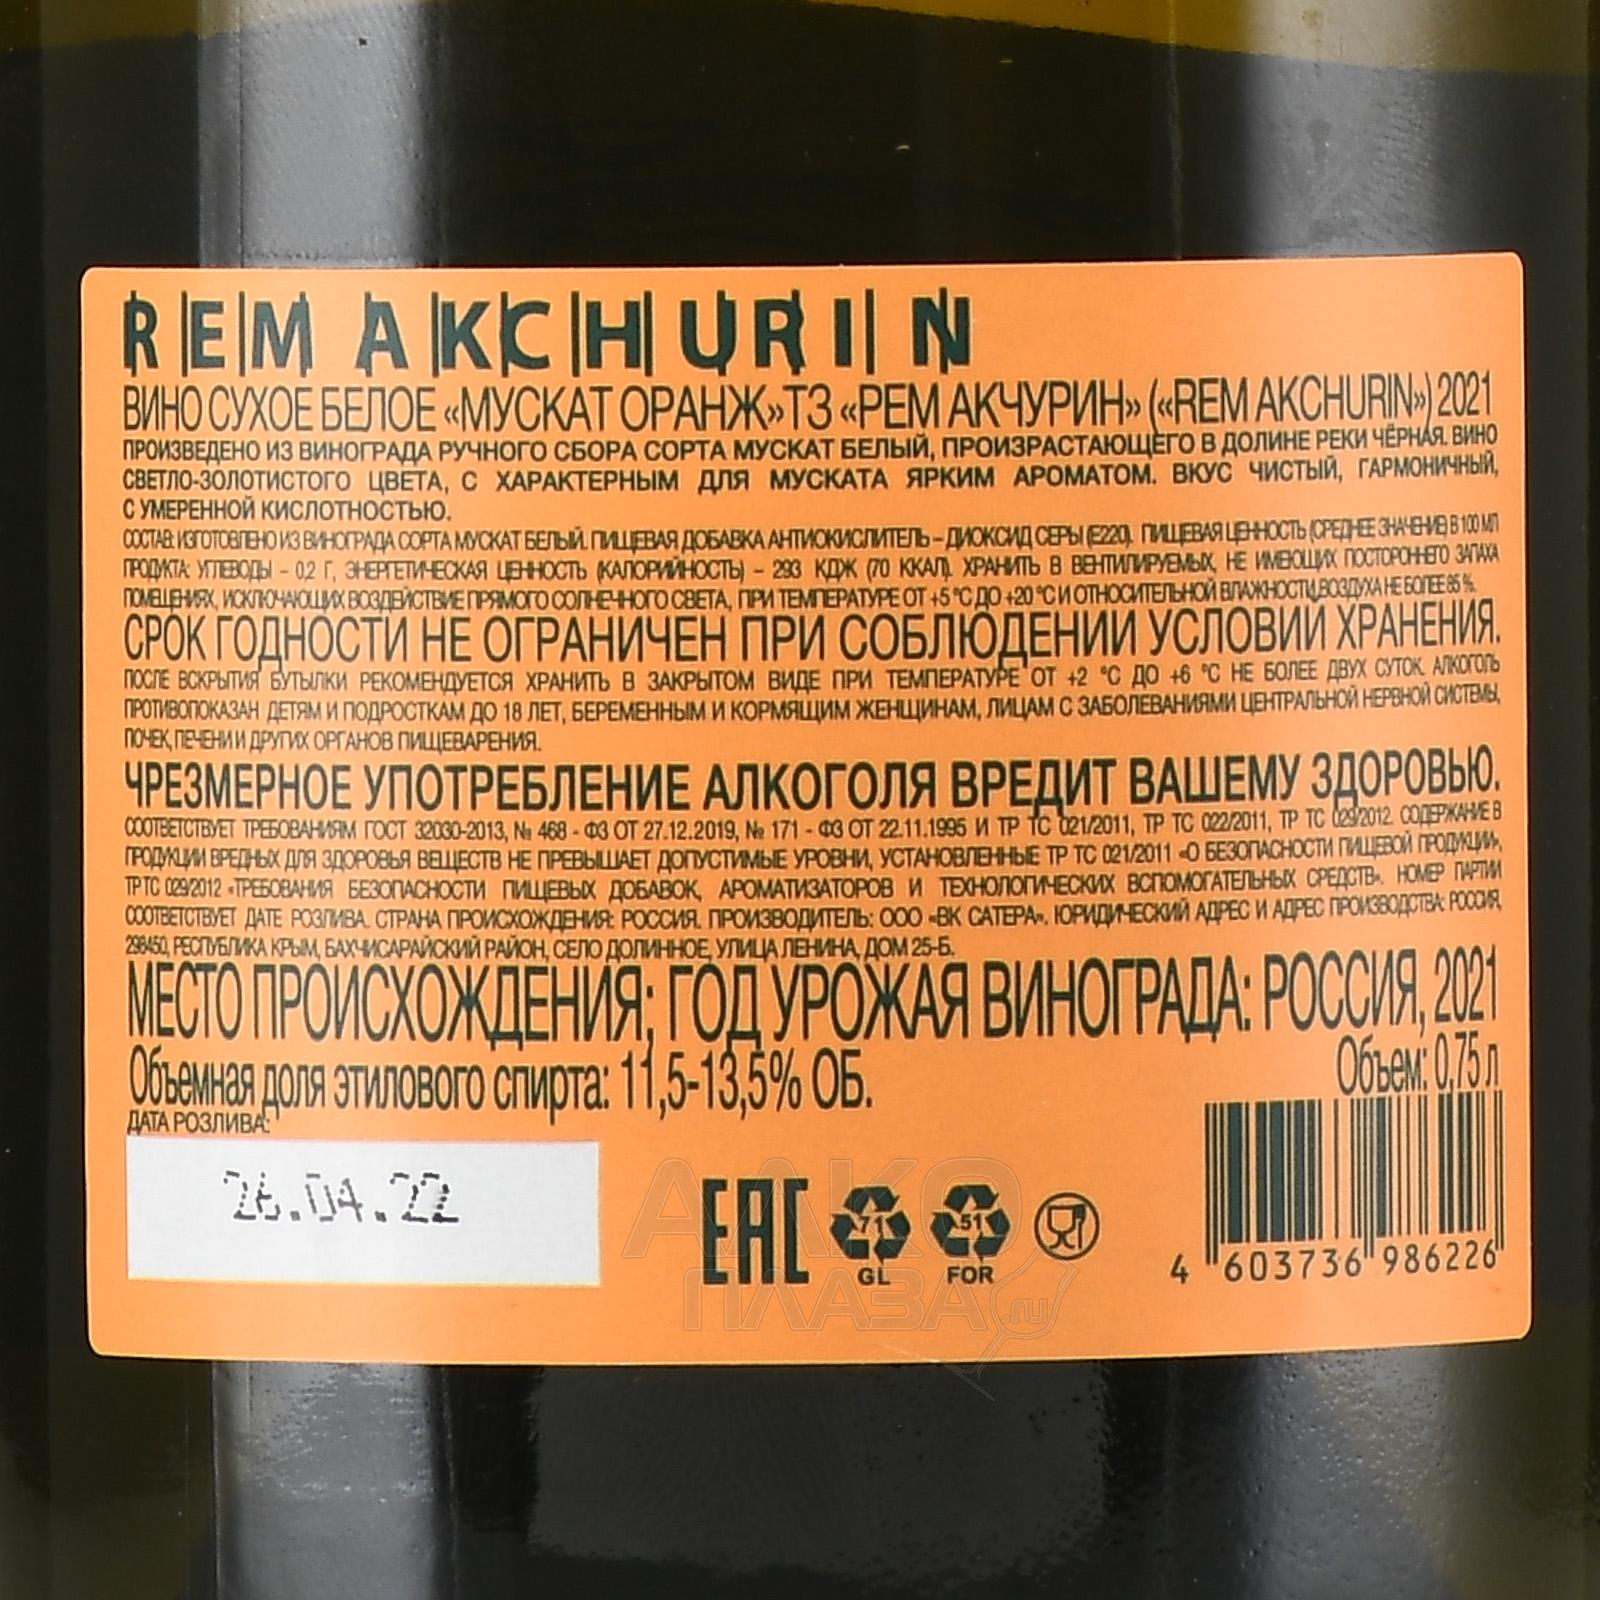 REM AKCHURIN
ВИНО СУХОЕ БЕЛОЕ «МУСКАТ ОРАНЖ» ТЗ «РЕМ АКЧУРИН» («REM AKCHURIN») 2021
ПРОИЗВЕДЕНО ИЗ ВИНОГРАДА РУЧНОГО СБОРА СОРТА МУСКАТ БЕЛЫЙ, ПРОИЗРАСТАЮЩЕГО В ДОЛИНЕ РЕКИ ЧЁРНАЯ. ВИНО
СВЕТЛО-ЗОЛОТИСТОГО ЦВЕТА, С ХАРАКТЕРНЫМ ДЛЯ МУСКАТА ЯРКИМ АРОМАТОМ. ВКУС ЧИСТЫЙ, ГАРМОНИЧНЫЙ,
С УМЕРЕННОЙ КИСЛОТНОСТЬЮ.
СОСТАВ: ИЗГОТОВЛЕНО ИЗ ВИНОГРАДА СОРТА МУСКАТ БЕЛЫЙ. ПИЩЕВАЯ ДОБАВКА АНТИОКИСЛИТЕЛЬ – ДИОКСИД СЕРЫ (Е220). ПИЩЕВАЯ ЦЕННОСТЬ (СРЕДНЕЕ ЗНАЧЕНИЕ) В 100 МЛ
ПРОДУКТА: УГЛЕВОДЫ – 0,2 Г, ЭНЕРГЕТИЧЕСКАЯ ЦЕННОСТЬ (КАЛОРИЙНОСТЬ) – 293 КДЖ (70 ККАЛ). ХРАНИТЬ В ВЕНТИЛИРУЕМЫХ, НЕ ИМЕЮЩИХ ПОСТОРОННЕГО ЗАПАХА
ПОМЕЩЕНИЯХ, ИСКЛЮЧАЮЩИХ ВОЗДЕЙСТВИЕ ПРЯМОГО СОЛНЕЧНОГО СВЕТА, ПРИ ТЕМПЕРАТУРЕ ОТ +5 °С ДО +20 °С И ОТНОСИТЕЛЬНОЙ ВЛАЖНОСТИ ВОЗДУХА НЕ БОЛЕЕ 85 %.
СРОК ГОДНОСТИ НЕ ОГРАНИЧЕН ПРИ СОБЛЮДЕНИИ УСЛОВИЙ ХРАНЕНИЯ.
ПОСЛЕ ВСКРЫТИЯ БУТЫЛКИ РЕКОМЕНДУЕТСЯ ХРАНИТЬ В ЗАКРЫТОМ ВИДЕ ПРИ ТЕМПЕРАТУРЕ ОТ +2 °С ДО +6 °С НЕ БОЛЕЕ ДВУХ СУТОК. АЛКОГОЛЬ
ПРОТИВОПОКАЗАН ДЕТЯМ И ПОДРОСТКАМ ДО 18 ЛЕТ, БЕРЕМЕННЫМ И КОРМЯЩИМ ЖЕНЩИНАМ, ЛИЦАМ С ЗАБОЛЕВАНИЯМИ ЦЕНТРАЛЬНОЙ НЕРВНОЙ СИСТЕМЫ,
ПОЧЕК, ПЕЧЕНИ И ДРУГИХ ОРГАНОВ ПИЩЕВАРЕНИЯ.
ЧРЕЗМЕРНОЕ УПОТРЕБЛЕНИЕ АЛКОГОЛЯ ВРЕДИТ ВАШЕМУ ЗДОРОВЬЮ.
СООТВЕТСТВУЕТ ТРЕБОВАНИЯМ ГОСТ 32030-2013, № 468 - ФЗ ОТ 27.12.2019, № 171 - ФЗ ОТ 22.11.1995 И ТР ТС 021/2011, ТР ТС 022/2011, ТР ТС 029/2012. СОДЕРЖАНИЕ В
ПРОДУКЦИИ ВРЕДНЫХ ДЛЯ ЗДОРОВЬЯ ВЕЩЕСТВ НЕ ПРЕВЫШАЕТ ДОПУСТИМЫЕ УРОВНИ, УСТАНОВЛЕННЫЕ ТР ТС 021/2011 «О БЕЗОПАСНОСТИ ПИЩЕВОЙ ПРОДУКЦИИ»,
ТР ТС 029/2012 «ТРЕБОВАНИЯ БЕЗОПАСНОСТИ ПИЩЕВЫХ ДОБАВОК, АРОМАТИЗАТОРОВ И ТЕХНОЛОГИЧЕСКИХ ВСПОМОГАТЕЛЬНЫХ СРЕДСТВ». НОМЕР ПАРТИИ
СООТВЕТСТВУЕТ ДАТЕ РОЗЛИВА. СТРАНА ПРОИСХОЖДЕНИЯ: РОССИЯ. ПРОИЗВОДИТЕЛЬ: ООО «ВК САТЕРА». ЮРИДИЧЕСКИЙ АДРЕС И АДРЕС ПРОИЗВОДСТВА: РОССИЯ,
298450, РЕСПУБЛИКА КРЫМ, БАХЧИСАРАЙСКИЙ РАЙОН, СЕЛО ДОЛИННОЕ, УЛИЦА ЛЕНИНА, ДОМ 25-Б.
МЕСТО ПРОИСХОЖДЕНИЯ; ГОД УРОЖАЯ ВИНОГРАДА: РОССИЯ, 2021
Объемная доля этилового спирта: 11,5-13,5% ОБ.
Объем: 0,75 л
ДАТА РОЗЛИВА:
26.04.22
EAC
71
GL
51
FOR
4 603736 986226
АЛКО
ПЛАЗА
.ru